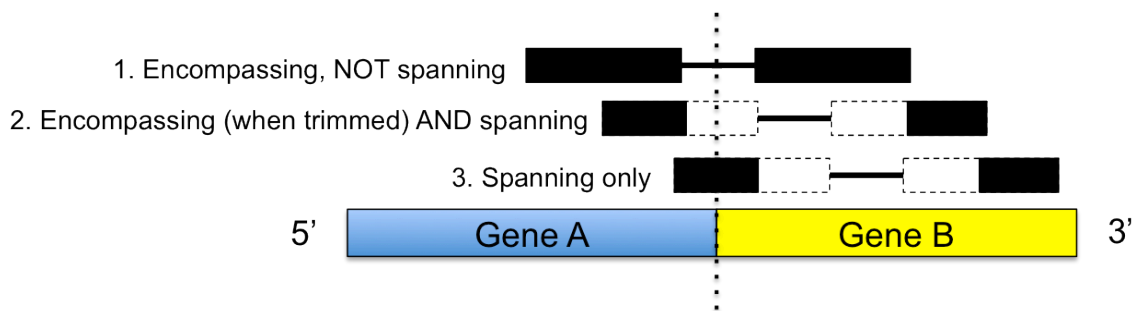 1. Encompassing, NOT spanning
2. Encompassing (when trimmed) AND spanning
3. Spanning only
5’ Gene A Gene B 3’